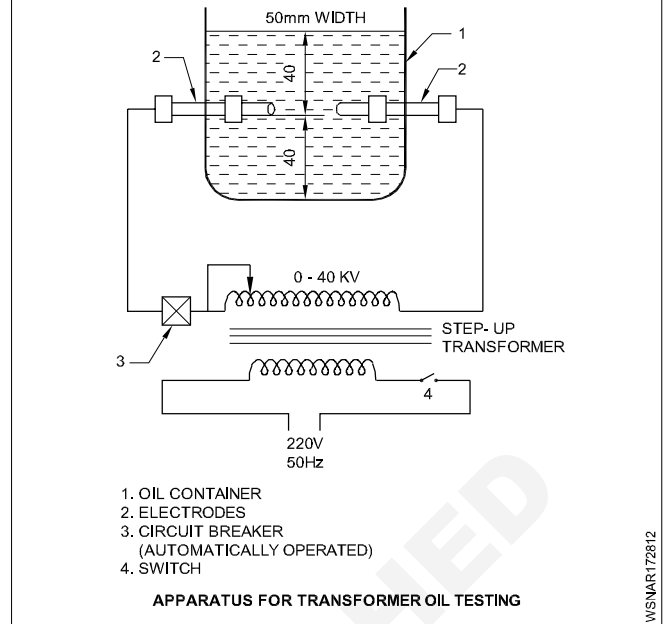 50mm WIDTH
1
2
2
40
40
0 - 40 KV
STEP- UP
TRANSFORMER
3
4
220V
50Hz
1. OIL CONTAINER
2. ELECTRODES
3. CIRCUIT BREAKER
(AUTOMATICALLY OPERATED)
4. SWITCH
APPARATUS FOR TRANSFORMER OIL TESTING
WSNAR172812